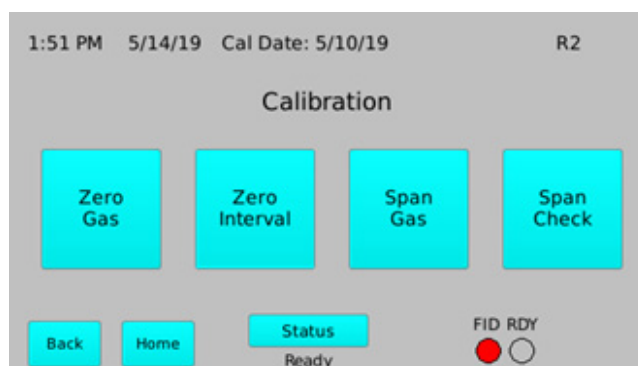 1:51 PM 5/14/19 Cal Date: 5/10/19 R2
Calibration
Zero
Gas
Zero
Interval
Span
Gas
Span
Check
Back
Home
Status
Ready
FID RDY